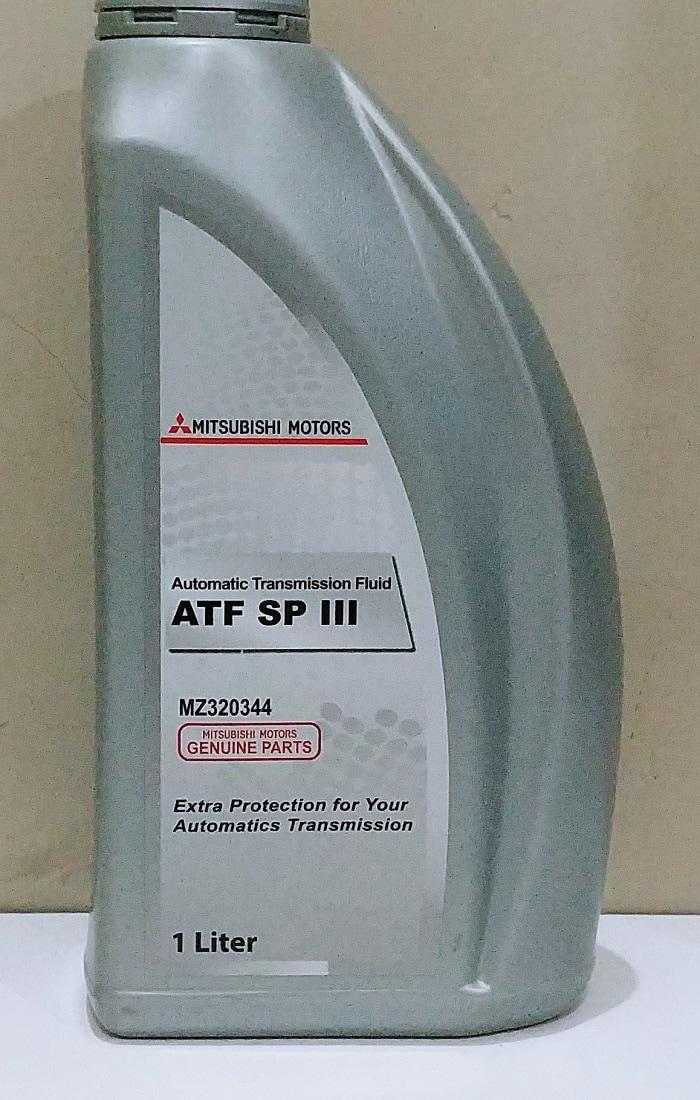 MITSUBISHI MOTORS
Automatic Transmission Fluid
ATF SP III
MZ320344
MITSUBISHI MOTORS
GENUINE PARTS
Extra Protection for Your
Automatics Transmission
1 Liter